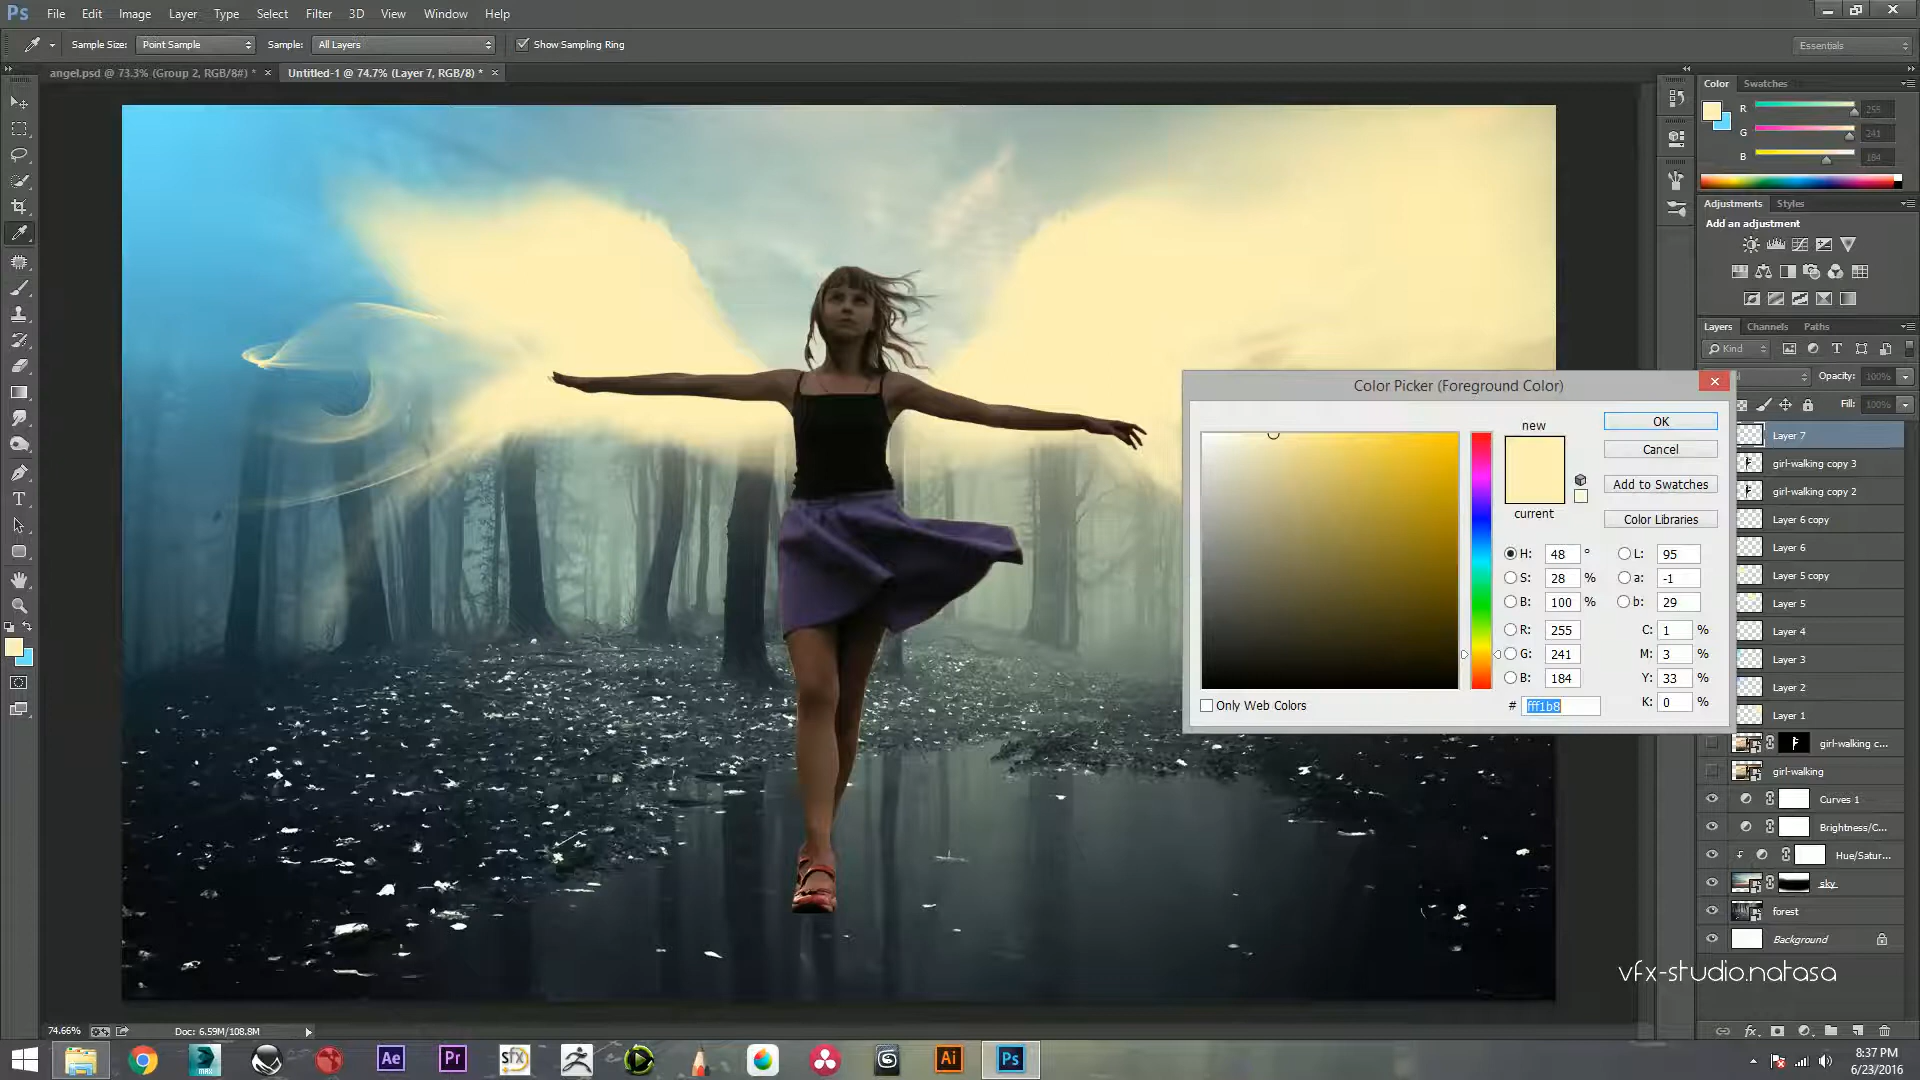 Ps File Edit Image Layer Type Select Filter 3D View Window Help
Sample Size: Point Sample Sample: All Layers Show Sampling Ring Essentials
angel.psd @ 73.3% (Group 2, RGB/8#) * × Untitled-1 @ 74.7% (Layer 7, RGB/8) * ×
Color Swatches
R 255
G 241
B 184
Adjustments Styles
Add an adjustment
Layers Channels Paths
Kind
Opacity: 100%
Fill: 100%
Color Picker (Foreground Color)
new
current
OK
Cancel
Add to Swatches
Color Libraries
H: 48 °
S: 28 %
B: 100 %
R: 255
G: 241
B: 184
L: 95
a: -1
b: 29
C: 1 %
M: 3 %
Y: 33 %
K: 0 %
Only Web Colors
# fff1b8
Layer 7
girl-walking copy 3
girl-walking copy 2
Layer 6 copy
Layer 6
Layer 5 copy
Layer 5
Layer 4
Layer 3
Layer 2
Layer 1
girl-walking c...
girl-walking
Curves 1
Brightness/C...
Hue/Satur...
sky
forest
Background
vfx-studio.natasa
74.66% Doc: 6.59M/108.8M
MAX Ae Pr sfx Ai Ps
8:37 PM
6/23/2016